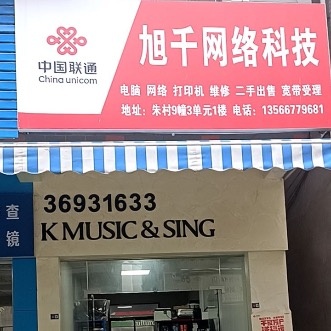 旭千网络科技
中国联通
China unicom
电脑 网络 打印机 维修 二手出售 宽带受理
地址：朱村9幢3单元1楼 电话：13566779681
查
镜
36931633
K MUSIC & SING